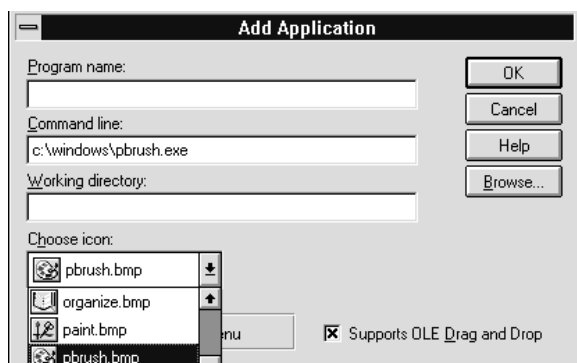 Add Application
Program name:
OK
Cancel
Command line:
c:\windows\pbrush.exe
Help
Working directory:
Browse...
Choose icon:
pbrush.bmp
organize.bmp
paint.bmp
Supports OLE Drag and Drop
pbrush.bmp